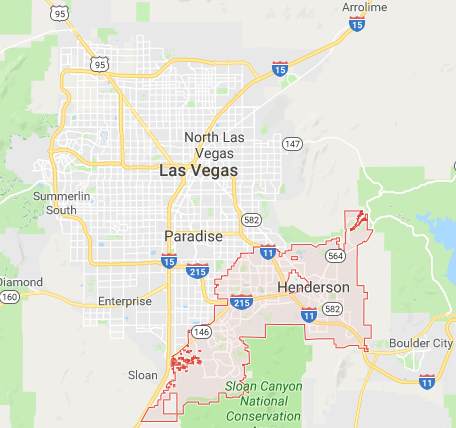 Arrolime
95
15
95
15
North Las
Vegas
147
Las Vegas
Summerlin
South
582
Paradise
11
564
15
215
Diamond
160
Enterprise
215
Henderson
11
582
146
Boulder City
Sloan
11
Sloan Canyon
National
Conservation